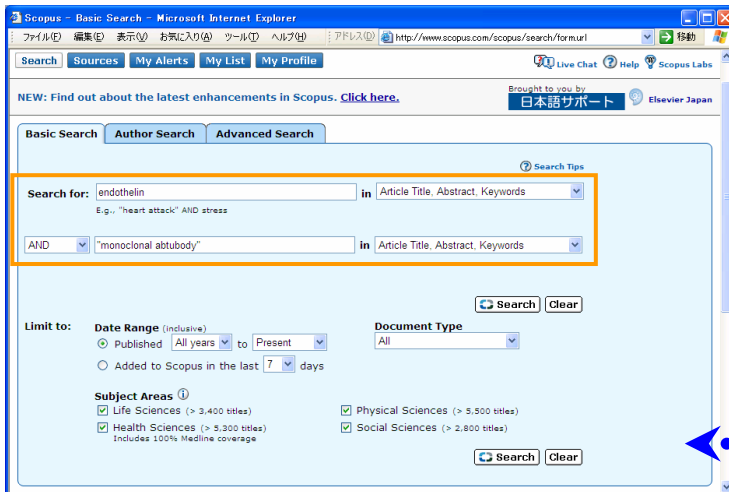 Scopus - Basic Search - Microsoft Internet Explorer
ファイル(F) 編集(E) 表示(V) お気に入り(A) ツール(T) ヘルプ(H) アドレス(D) http://www.scopus.com/scopus/search/form.url 移動
Search Sources My Alerts My List My Profile Live Chat Help Scopus Labs
NEW: Find out about the latest enhancements in Scopus. Click here. Brought to you by
日本語サポート Elsevier Japan
Basic Search Author Search Advanced Search
Search Tips
Search for: endothelin in Article Title, Abstract, Keywords
E.g., "heart attack" AND stress
AND "monoclonal abtubody" in Article Title, Abstract, Keywords
Search Clear
Limit to: Date Range (inclusive) Document Type
Published All years to Present All
Added to Scopus in the last 7 days
Subject Areas
Life Sciences (> 3,400 titles) Physical Sciences (> 5,500 titles)
Health Sciences (> 5,300 titles) Social Sciences (> 2,800 titles)
Includes 100% Medline coverage
Search Clear